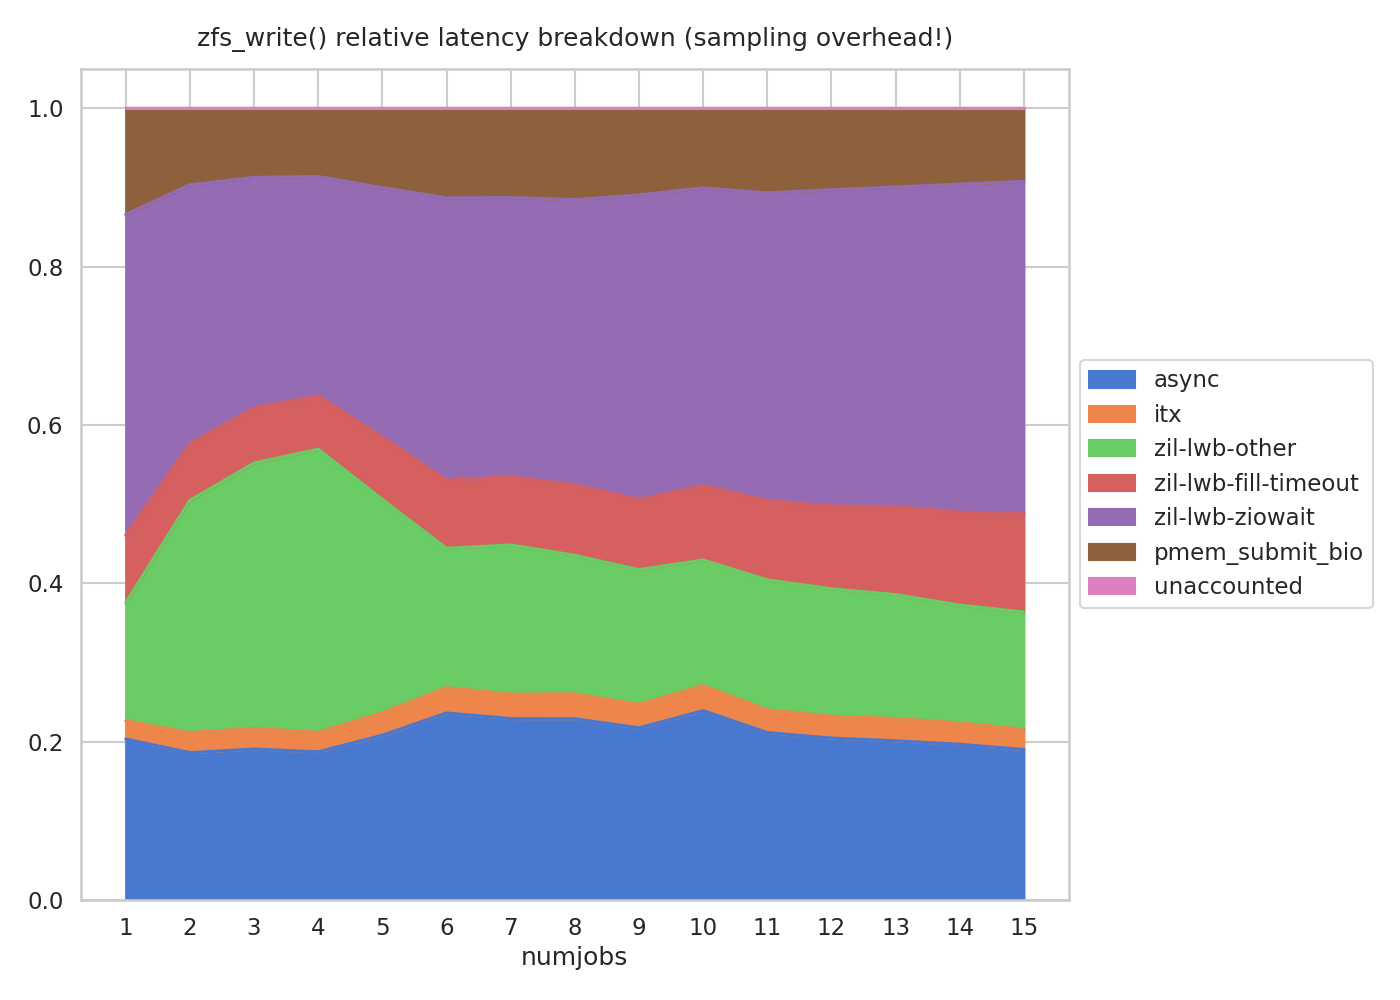 zfs_write() relative latency breakdown (sampling overhead!)
1.0
0.8
0.6
0.4
0.2
0.0
1 2 3 4 5 6 7 8 9 10 11 12 13 14 15
numjobs
async
itx
zil-lwb-other
zil-lwb-fill-timeout
zil-lwb-ziowait
pmem_submit_bio
unaccounted